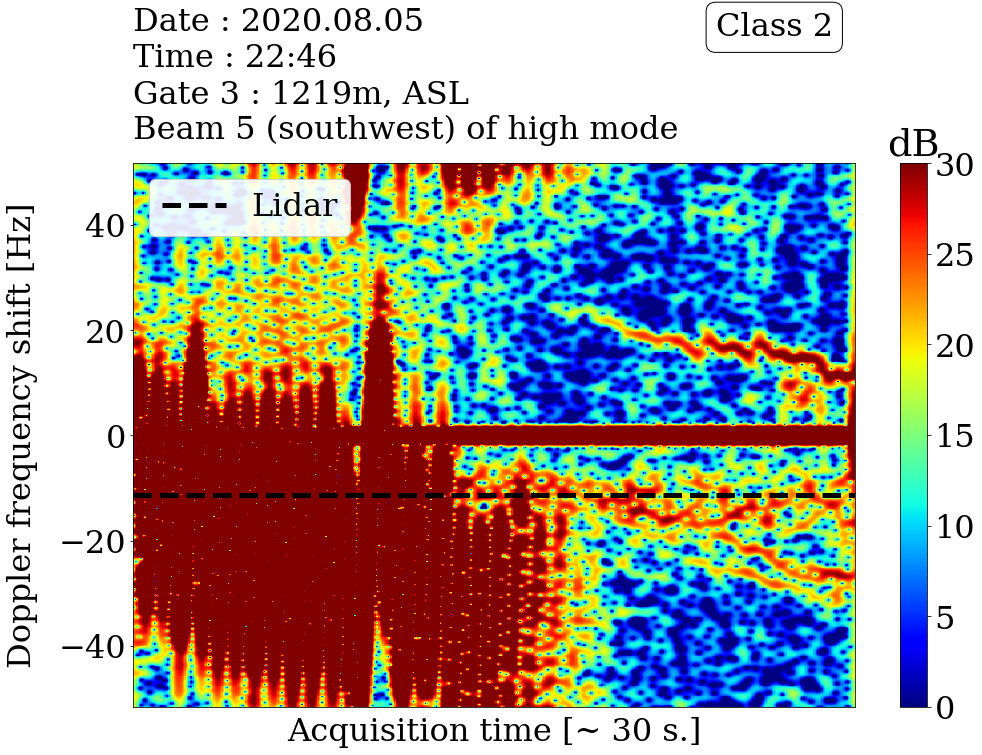 Date : 2020.08.05
Time : 22:46
Gate 3 : 1219m, ASL
Beam 5 (southwest) of high mode
Class 2
dB
Lidar
Doppler frequency shift [Hz]
40
20
0
−20
−40
Acquisition time [~ 30 s.]
30
25
20
15
10
5
0